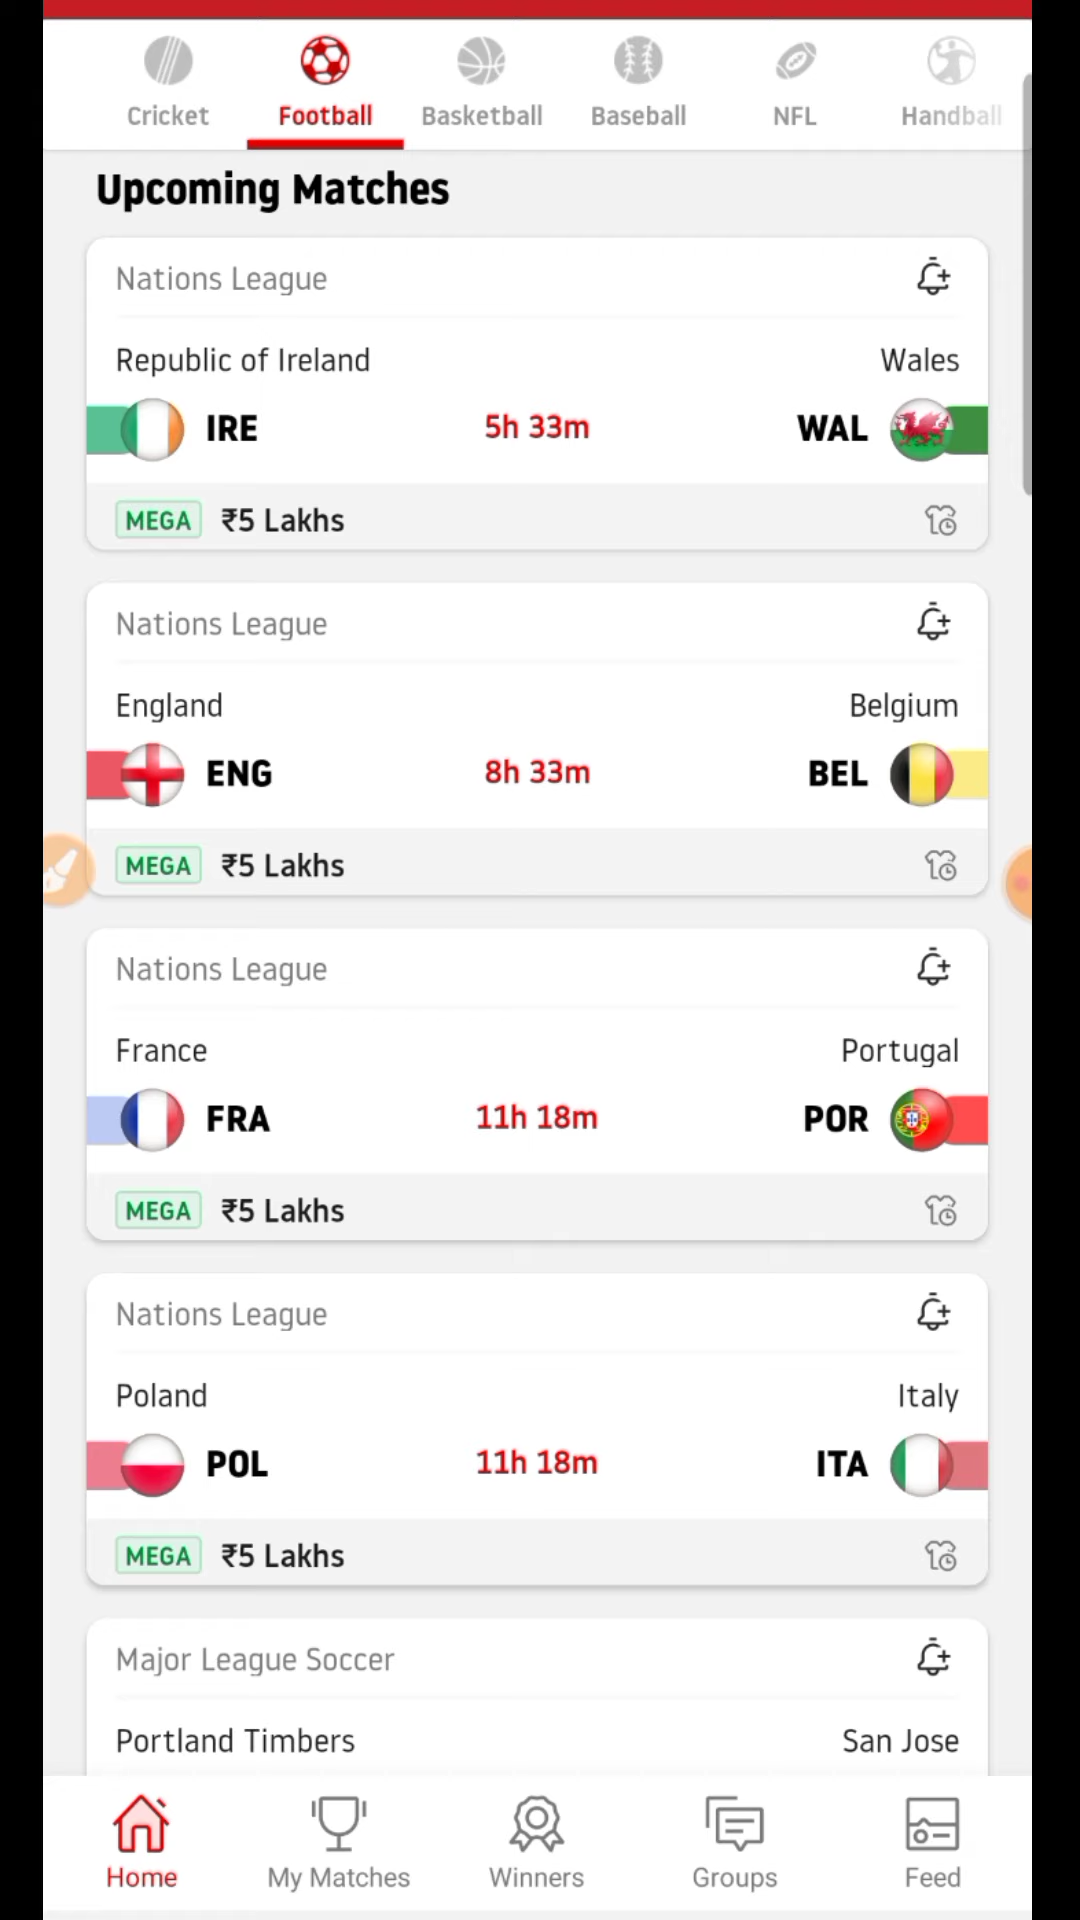 Cricket Football Basketball Baseball NFL Handball
Upcoming Matches
Nations League
Republic of Ireland Wales
IRE 5h 33m WAL
MEGA ₹5 Lakhs
Nations League
England Belgium
ENG 8h 33m BEL
MEGA ₹5 Lakhs
Nations League
France Portugal
FRA 11h 18m POR
MEGA ₹5 Lakhs
Nations League
Poland Italy
POL 11h 18m ITA
MEGA ₹5 Lakhs
Major League Soccer
Portland Timbers San Jose
Home My Matches Winners Groups Feed